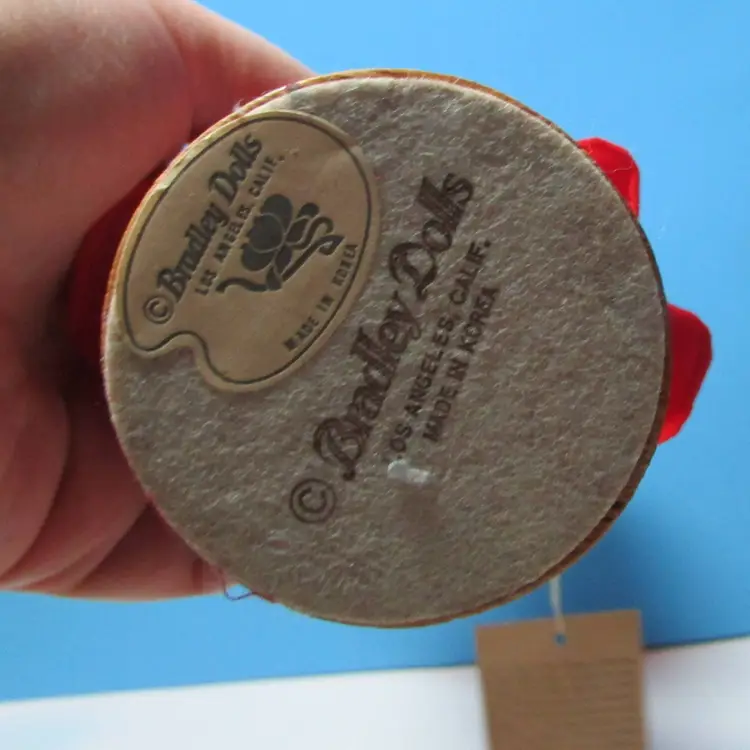 © Bradley Dolls
LOS ANGELES, CALIF.
MADE IN KOREA
© Bradley Dolls
LOS ANGELES, CALIF.
MADE IN KOREA